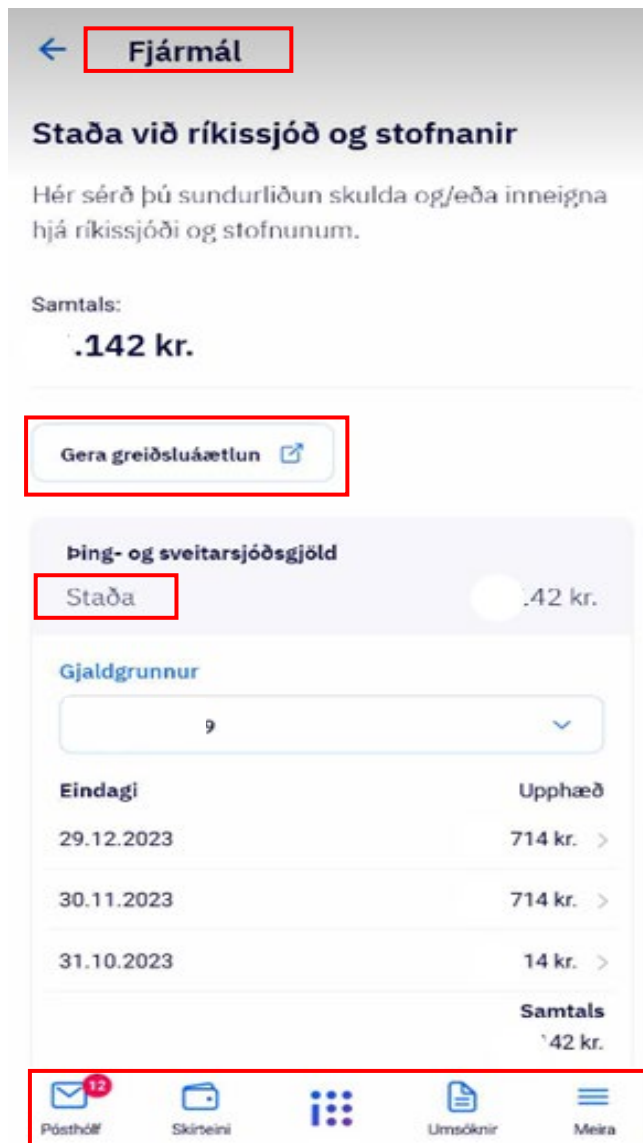 Fjármál
Staða við ríkissjóð og stofnanir
Hér sérð þú sundurliðun skulda og/eða inneigna
hjá ríkissjóði og stofnunum.
Samtals:
.142 kr.
Gera greiðsluáætlun
Þing- og sveitarsjóðsgjöld
Staða .42 kr.
Gjaldgrunnur
9
Eindagi Upphæð
29.12.2023 714 kr.
30.11.2023 714 kr.
31.10.2023 14 kr.
Samtals
42 kr.
12
Pósthólf Skírteini Umsóknir Meira